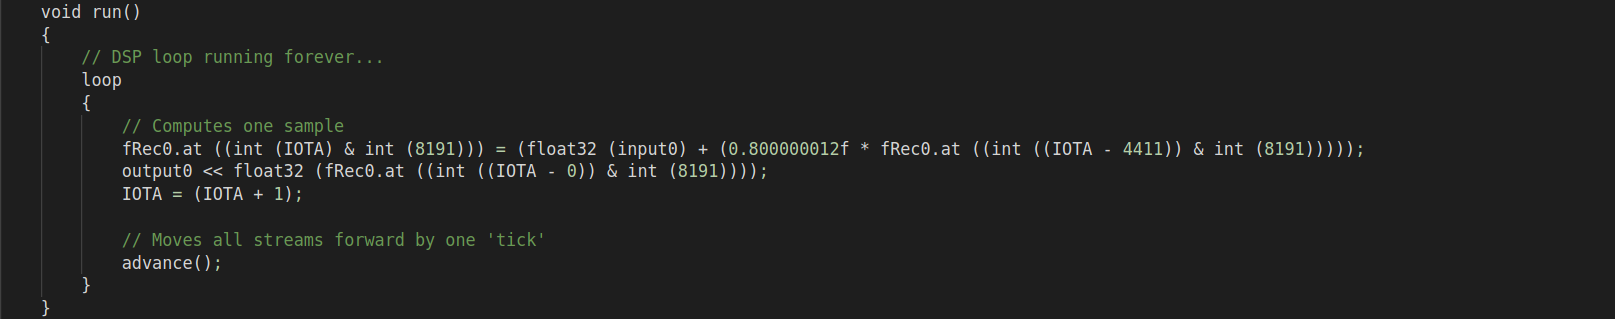 void run()
{
// DSP loop running forever...
loop
{
// Computes one sample
fRec0.at ((int (IOTA) & int (8191))) = (float32 (input0) + (0.800000012f * fRec0.at ((int ((IOTA - 4411)) & int (8191)))));
output0 << float32 (fRec0.at ((int ((IOTA - 0)) & int (8191))));
IOTA = (IOTA + 1);
// Moves all streams forward by one 'tick'
advance();
}
}